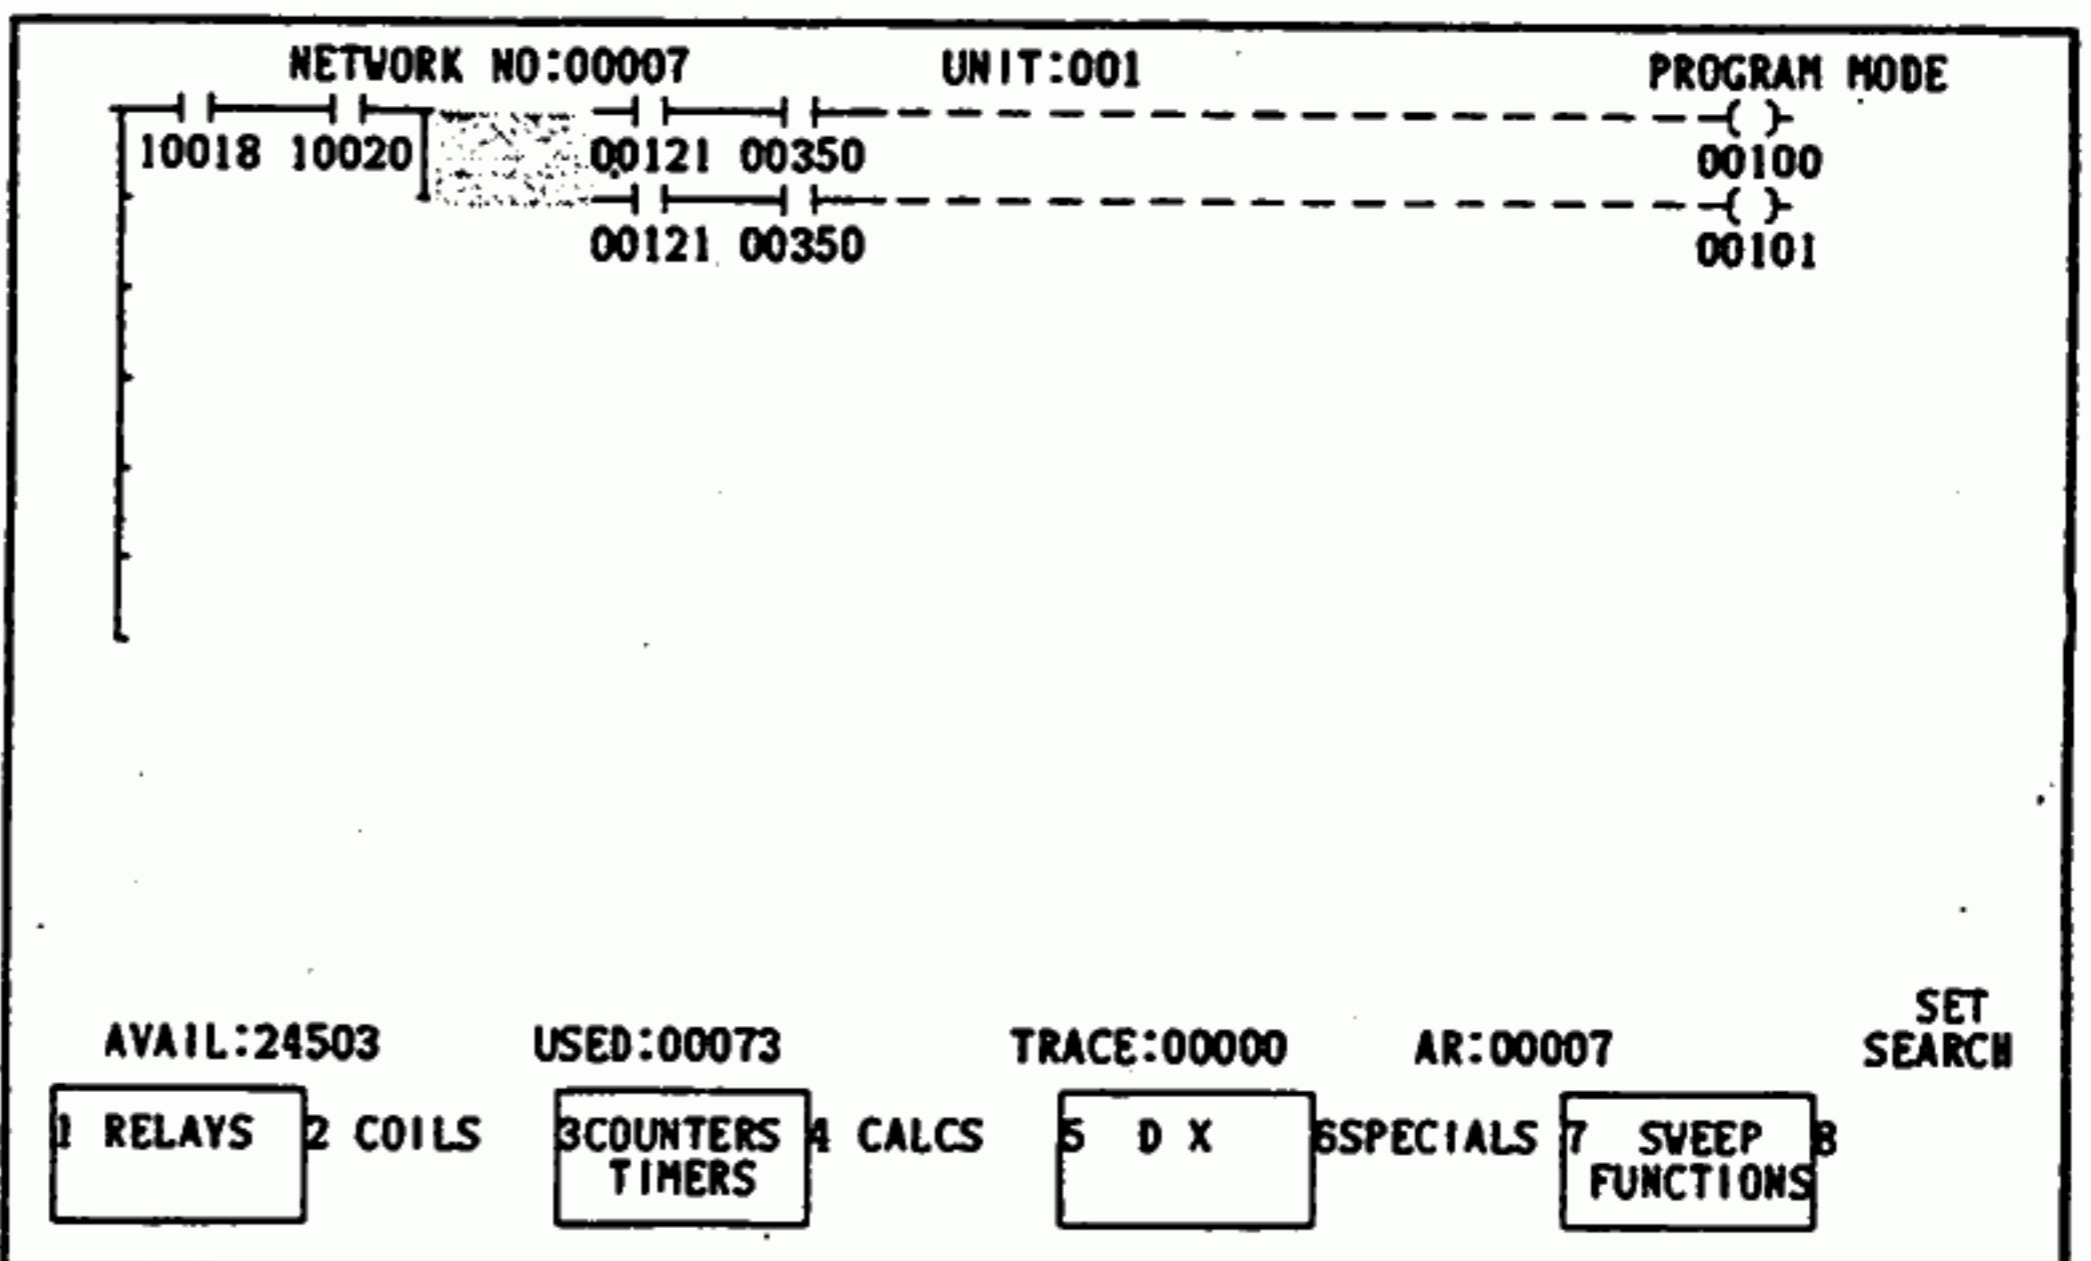 NETWORK NO:00007 UNIT:001 PROGRAM MODE
10018 10020 00121 00350 00100
00121 00350 00101
SET
AVAIL:24503 USED:00073 TRACE:00000 AR:00007 SEARCH
1 RELAYS 2 COILS 3COUNTERS 4 CALCS 5 D X 6SPECIALS 7 SWEEP 8
TIMERS FUNCTIONS